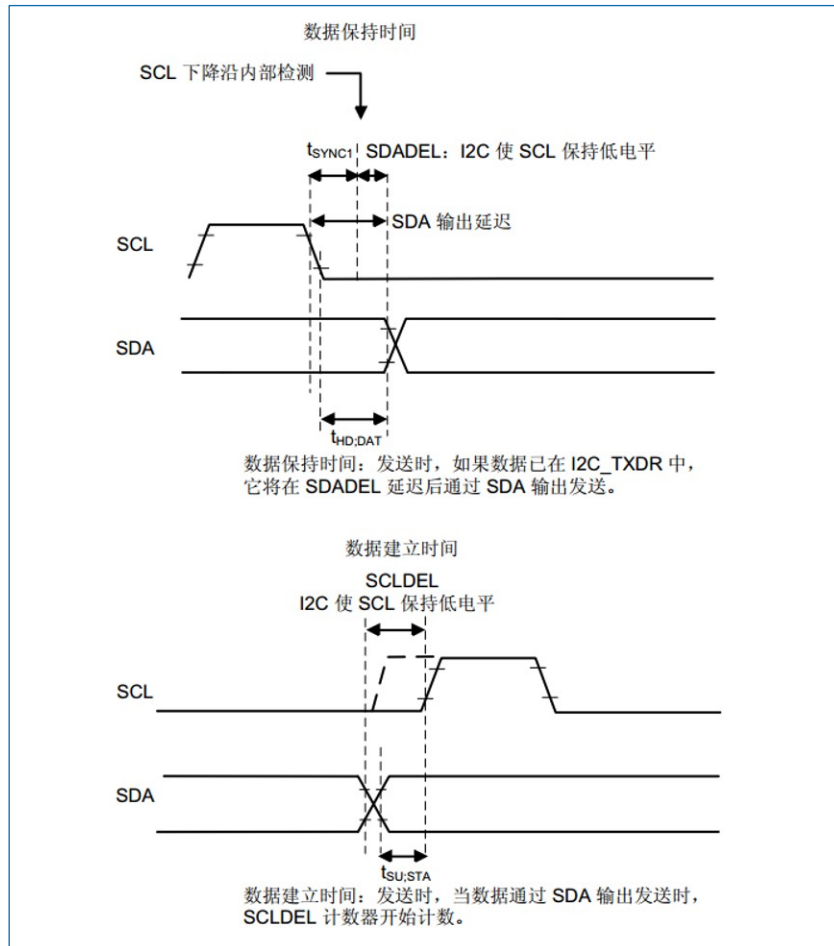 数据保持时间
SCL 下降沿内部检测
tSYNC1
SDADEL：I2C 使 SCL 保持低电平
SDA 输出延迟
SCL
SDA
tHD;DAT
数据保持时间：发送时，如果数据已在 I2C_TXDR 中，
它将在 SDADEL 延迟后通过 SDA 输出发送。
数据建立时间
SCLDEL
I2C 使 SCL 保持低电平
SCL
SDA
tSU;STA
数据建立时间：发送时，当数据通过 SDA 输出发送时，
SCLDEL 计数器开始计数。